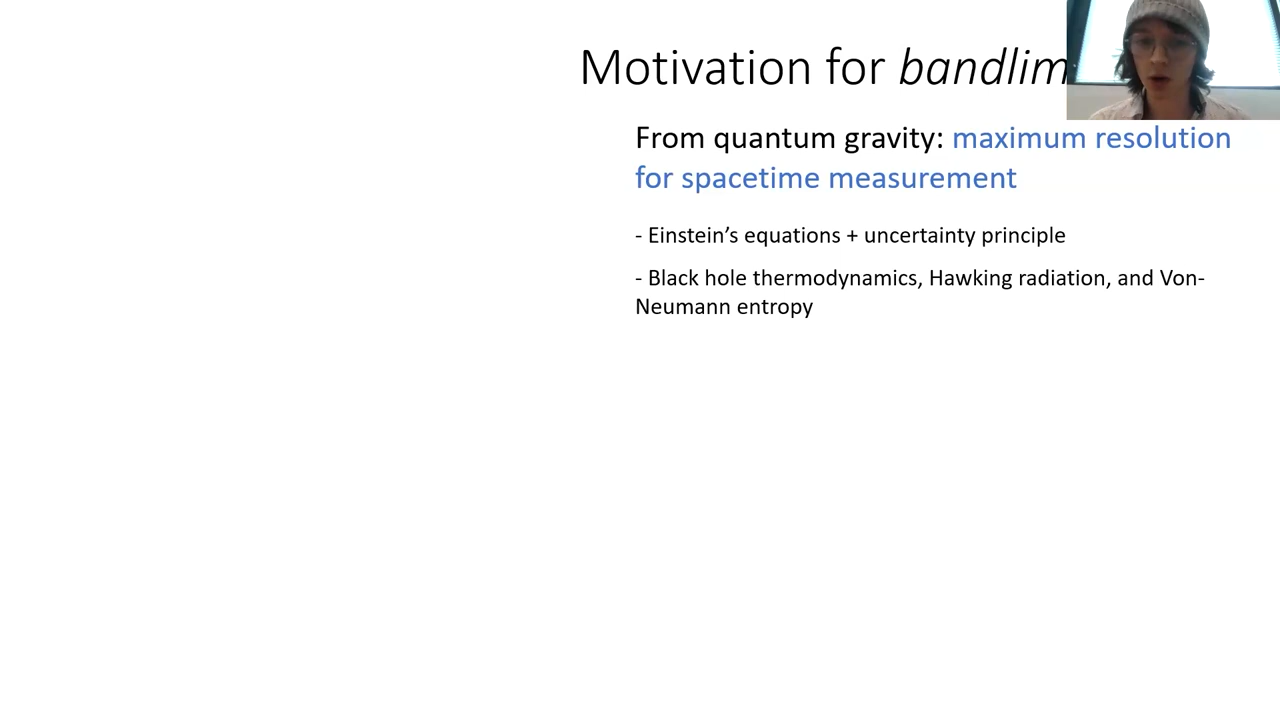 Motivation for bandlim
From quantum gravity: maximum resolution
for spacetime measurement
- Einstein’s equations + uncertainty principle
- Black hole thermodynamics, Hawking radiation, and Von-
Neumann entropy